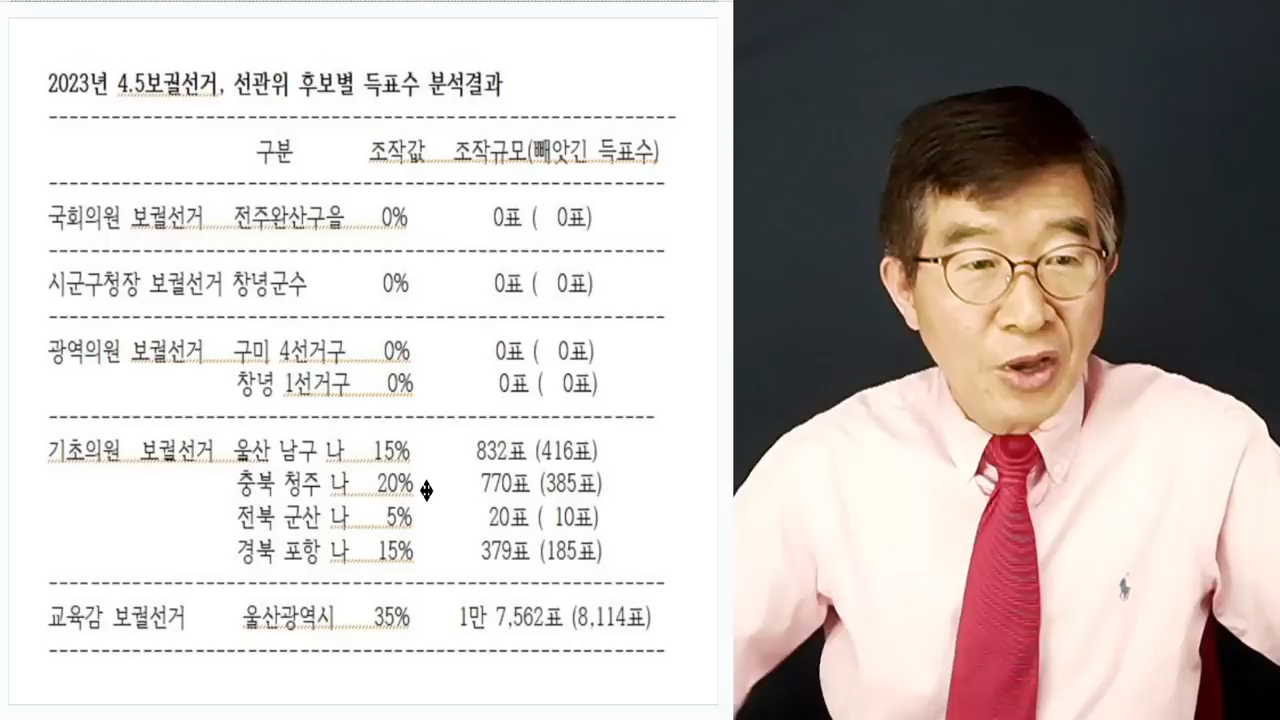 2023년 4.5보궐선거, 선관위 후보별 득표수 분석결과
구분 조작값 조작규모(빼앗긴 득표수)
국회의원 보궐선거 전주완산구을 0% 0표 ( 0표)
시군구청장 보궐선거 창녕군수 0% 0표 ( 0표)
광역의원 보궐선거 구미 4선거구 0% 0표 ( 0표)
창녕 1선거구 0% 0표 ( 0표)
기초의원 보궐선거 울산 남구 나 15% 832표 (416표)
충북 청주 나 20% 770표 (385표)
전북 군산 나 5% 20표 ( 10표)
경북 포항 나 15% 379표 (185표)
교육감 보궐선거 울산광역시 35% 1만 7,562표 (8,114표)